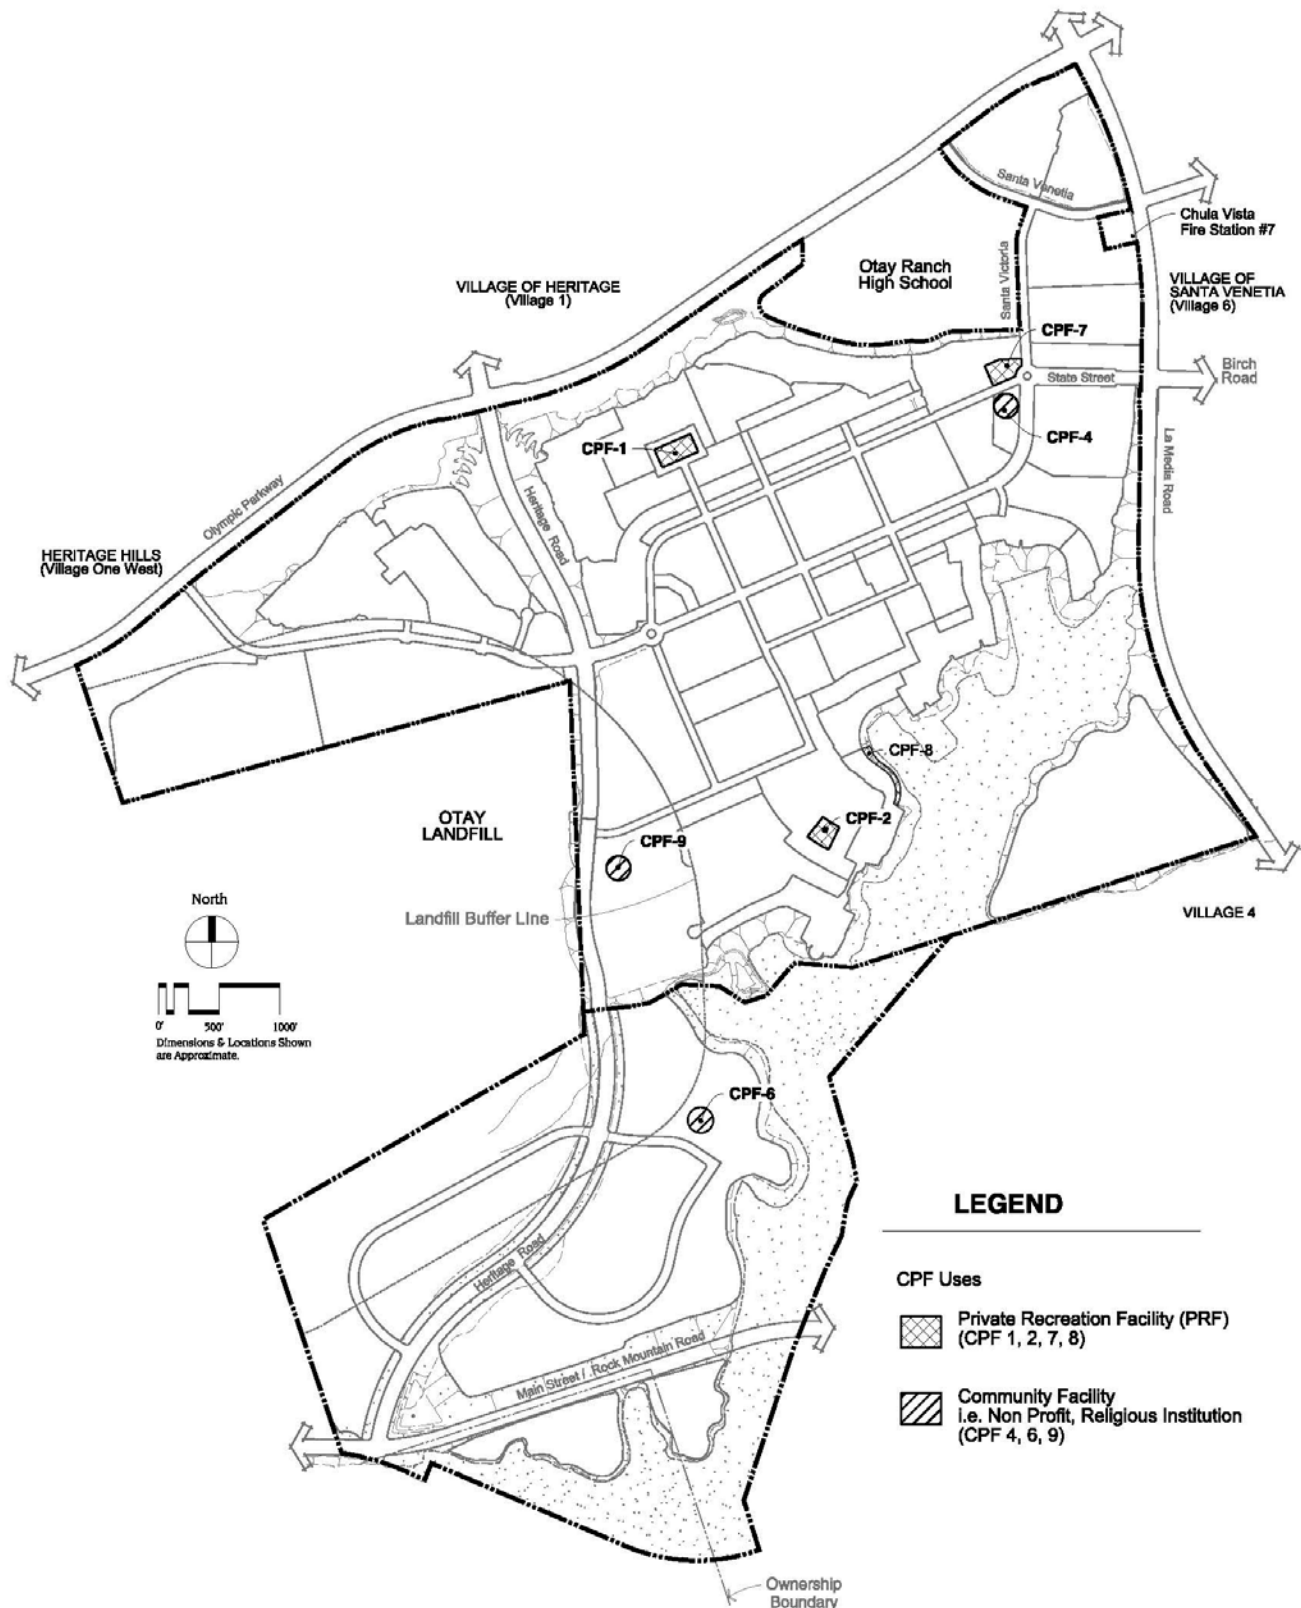 Santa Venetia
Chula Vista
Fire Station #7
Otay Ranch
High School
Santa Victoria
VILLAGE OF HERITAGE
(Village 1)
VILLAGE OF
SANTA VENETIA
(Village 6)
CPF-7
State Street
Birch
Road
CPF-4
CPF-1
La Media Road
Olympic Parkway
Heritage Road
HERITAGE HILLS
(Village One West)
CPF-8
OTAY
LANDFILL
CPF-2
CPF-9
North
Landfill Buffer Line
VILLAGE 4
0' 500' 1000'
Dimensions & Locations Shown
are Approximate.
CPF-6
LEGEND
Heritage Road
CPF Uses
Private Recreation Facility (PRF)
(CPF 1, 2, 7, 8)
Main Street / Rock Mountain Road
Community Facility
i.e. Non Profit, Religious Institution
(CPF 4, 6, 9)
Ownership
Boundary